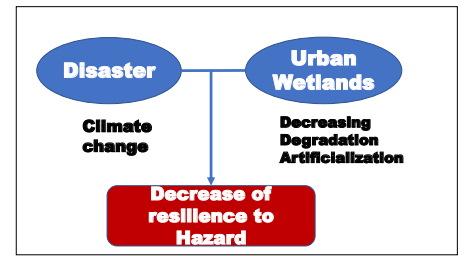 Disaster
Urban
Wetlands
Climate
change
Decreasing
Degradation
Artificialization
Decrease of
resilience to
Hazard